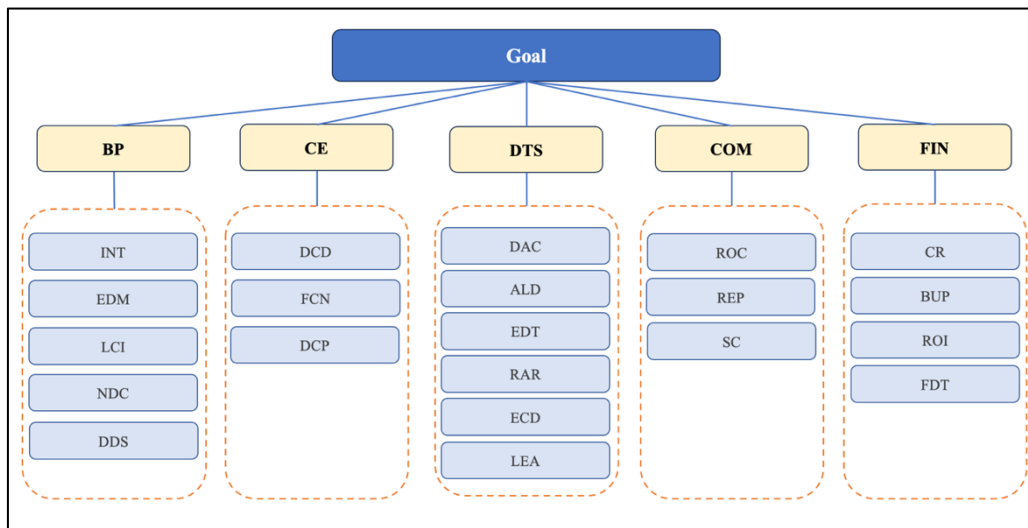 Goal
BP
CE
DTS
COM
FIN
INT
EDM
LCI
NDC
DDS
DCD
FCN
DCP
DAC
ALD
EDT
RAR
ECD
LEA
ROC
REP
SC
CR
BUP
ROI
FDT